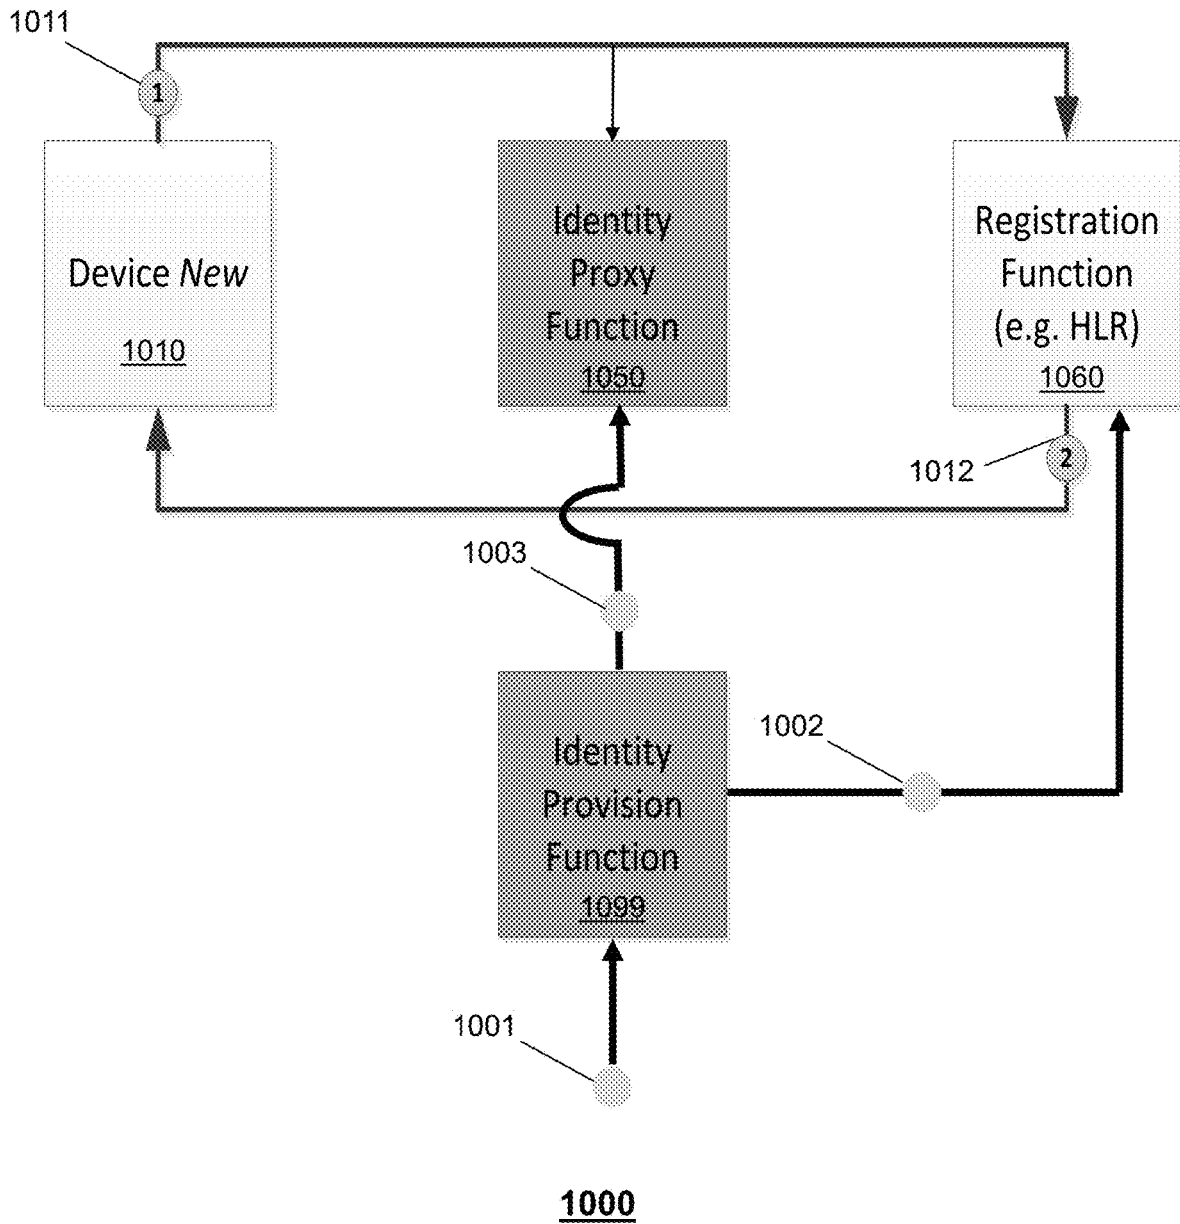 1011
1
Device New
1010
Identity
Proxy
Function
1050
Registration
Function
(e.g. HLR)
1060
1012
2
1003
1002
Identity
Provision
Function
1099
1001
1000